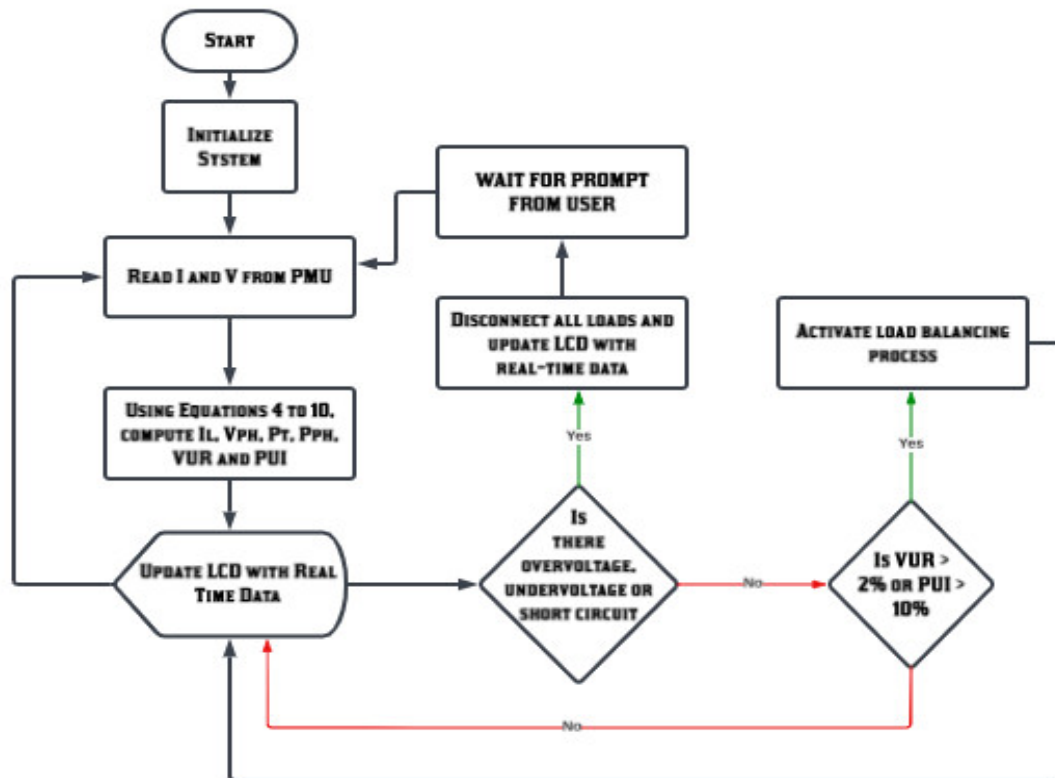 START
INITIALIZE
SYSTEM
WAIT FOR PROMPT
FROM USER
READ I AND V FROM PMU
DISCONNECT ALL LOADS AND
UPDATE LCD WITH
REAL-TIME DATA
ACTIVATE LOAD BALANCING
PROCESS
USING EQUATIONS 4 TO 10,
COMPUTE IL, VPH, PT, PPH,
VUR AND PUI
Yes
Yes
UPDATE LCD WITH REAL
TIME DATA
IS
THERE
OVERVOLTAGE,
UNDERVOLTAGE OR
SHORT CIRCUIT
No
IS VUR >
2% OR PUI >
10%
No